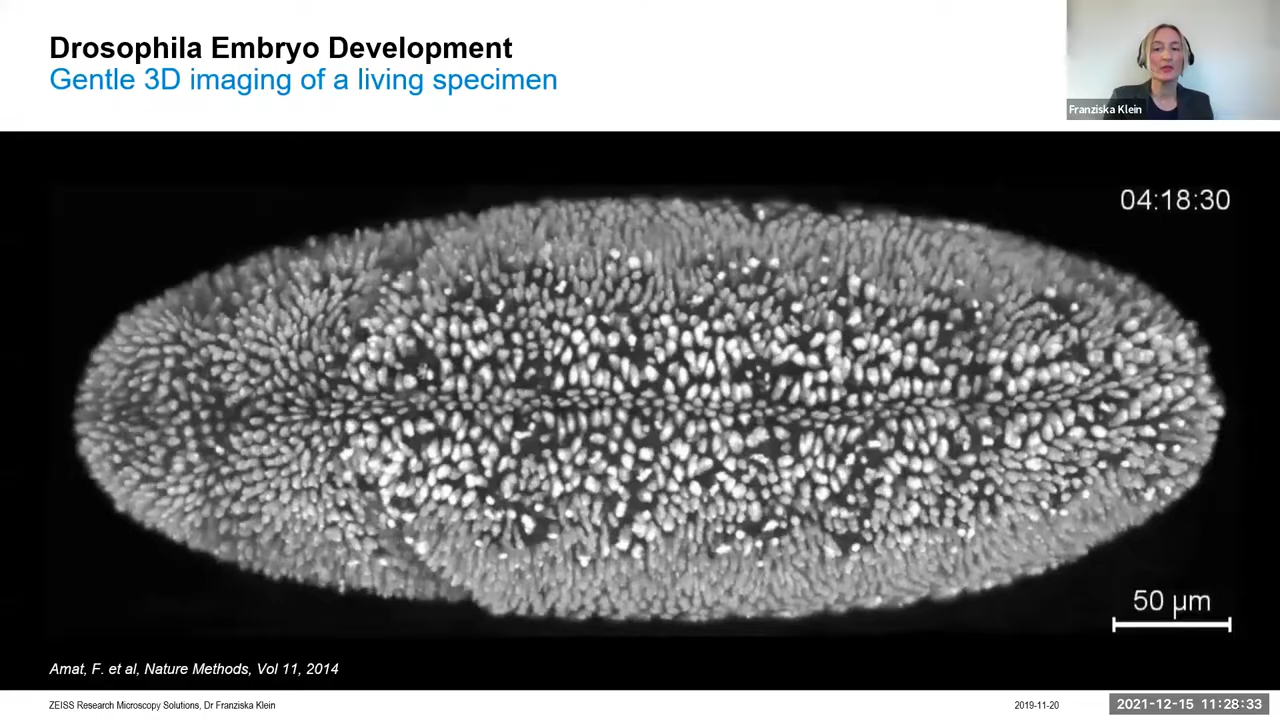 Drosophila Embryo Development
Gentle 3D imaging of a living specimen
Franziska Klein
04:18:30
50 µm
Amat, F. et al, Nature Methods, Vol 11, 2014
ZEISS Research Microscopy Solutions, Dr Franziska Klein
2019-11-20
2021-12-15 11:28:33